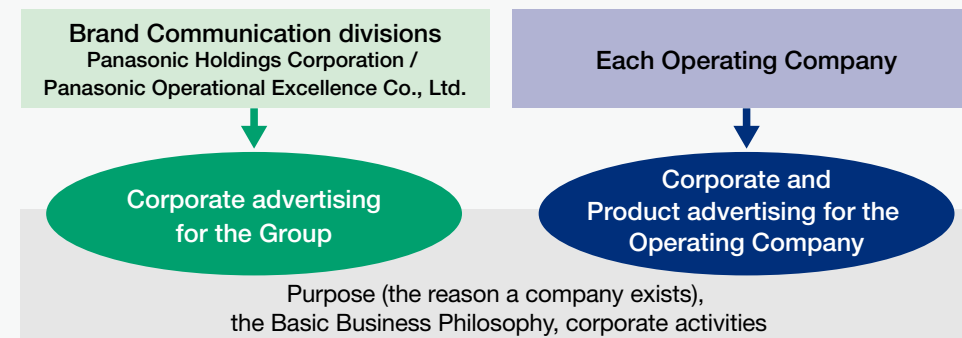 Brand Communication divisions
Panasonic Holdings Corporation /
Panasonic Operational Excellence Co., Ltd.
Each Operating Company
Corporate advertising
for the Group
Corporate and
Product advertising for the
Operating Company
Purpose (the reason a company exists),
the Basic Business Philosophy, corporate activities